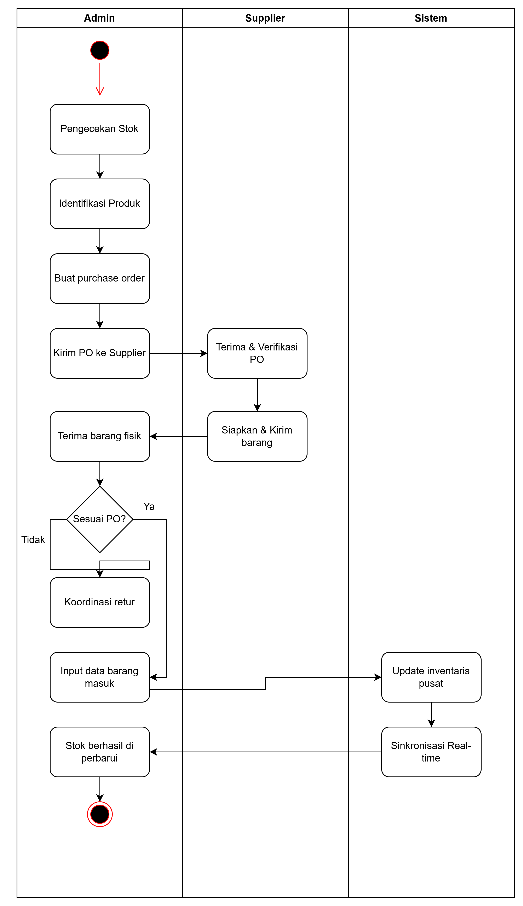 Admin
Supplier
Sistem
Pengecekan Stok
Identifikasi Produk
Buat purchase order
Kirim PO ke Supplier
Terima & Verifikasi
PO
Terima barang fisik
Siapkan & Kirim
barang
Sesuai PO?
Ya
Tidak
Koordinasi retur
Input data barang
masuk
Update inventaris
pusat
Stok berhasil di
perbarui
Sinkronisasi Real-
time